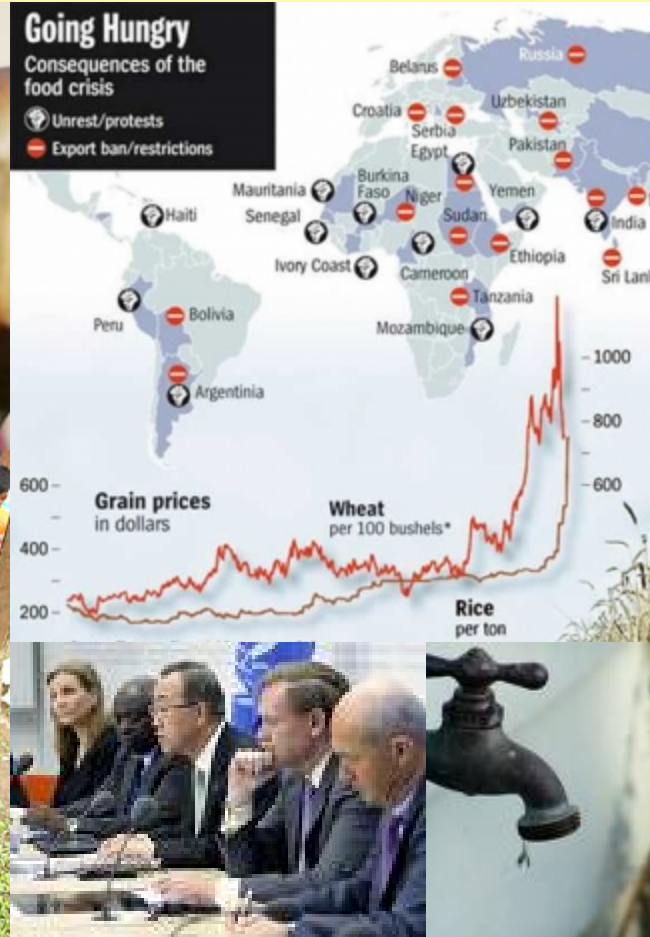 Going Hungry
Consequences of the
food crisis
Unrest/protests
Export ban/restrictions
Russia
Belarus
Croatia
Serbia
Uzbekistan
Pakistan
Egypt
Mauritania
Burkina
Faso
Niger
Yemen
Haiti
Senegal
Sudan
India
Ivory Coast
Cameroon
Ethiopia
Sri Lan
Peru
Bolivia
Tanzania
Mozambique
Argentinia
1000
800
600
600
400
200
Grain prices
in dollars
Wheat
per 100 bushels*
Rice
per ton